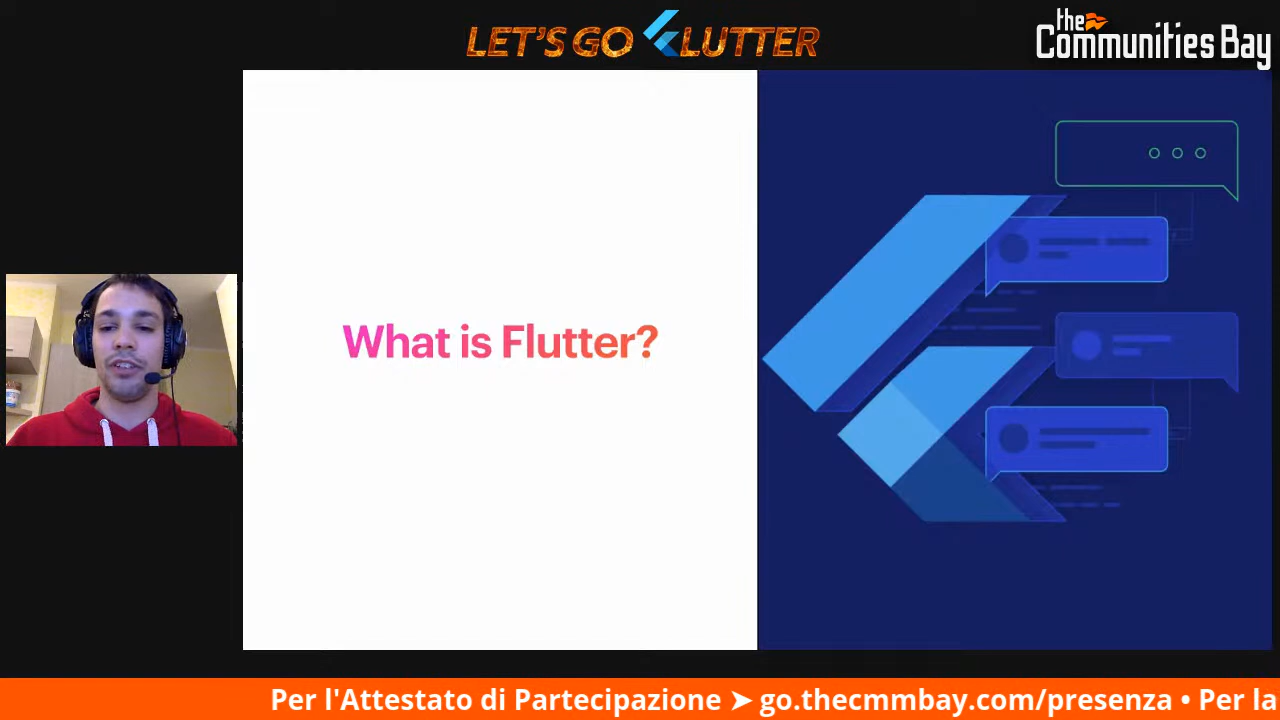 LET'S GO FLUTTER
the
Communities Bay
What is Flutter?
Per l'Attestato di Partecipazione ➤ go.thecmmbay.com/presenza • Per la